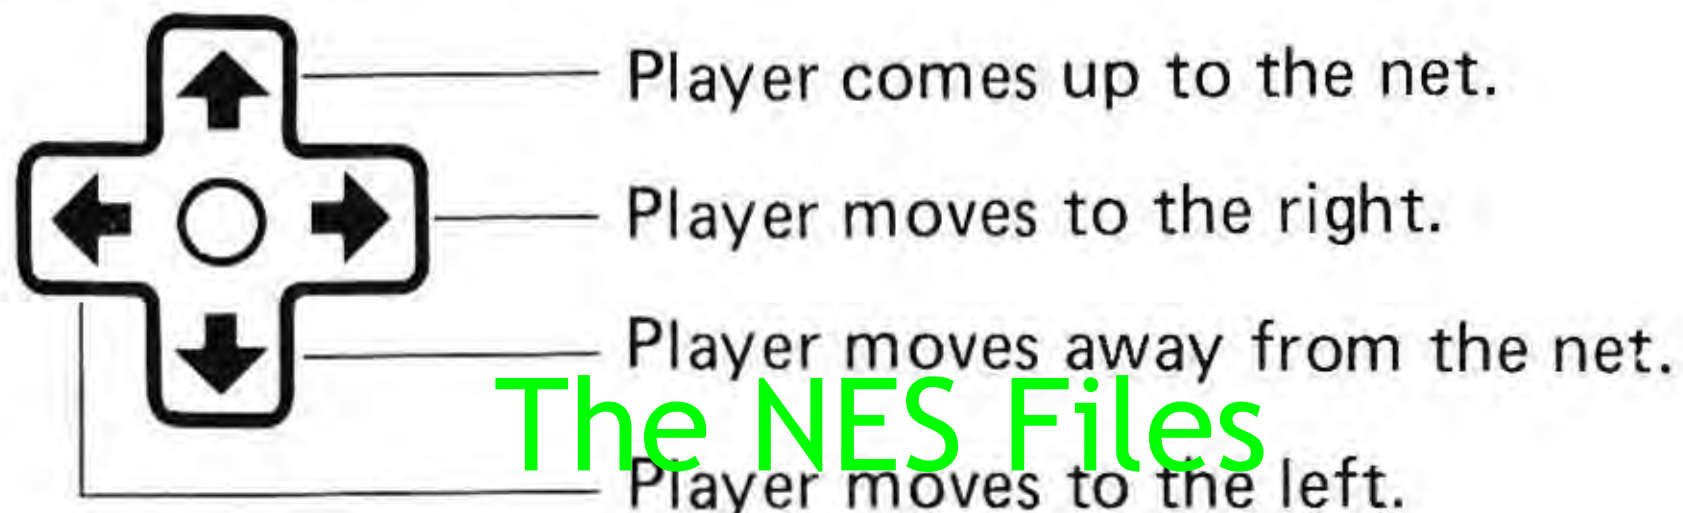 Player comes up to the net.
Player moves to the right.
Player moves away from the net.
The NES Files
Player moves to the left.